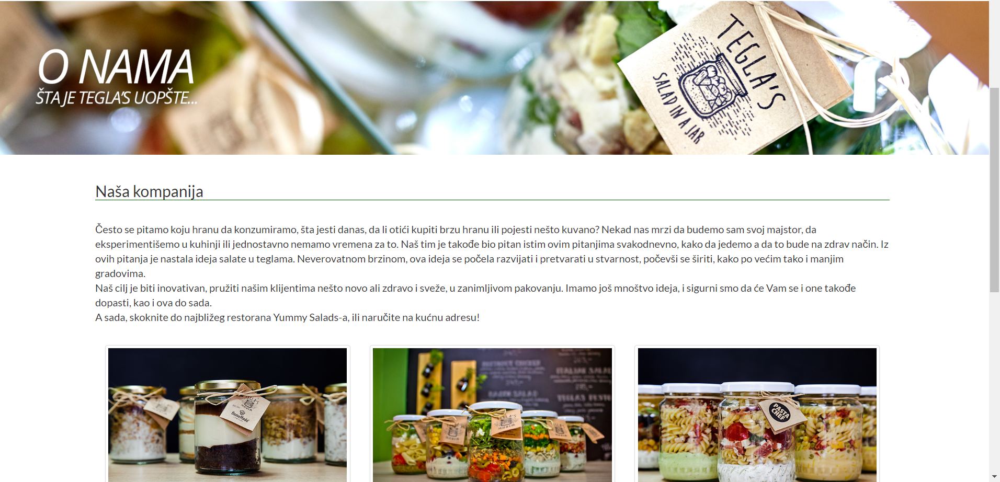 O NAMA
ŠTA JE TEGLA'S UOPŠTE...
TEGLA'S
SALAD IN A JAR
Naša kompanija
Često se pitamo koju hranu da konzumiramo, šta jesti danas, da li otići kupiti brzu hranu ili pojesti nešto kuvano? Nekad nas mrzi da budemo sam svoj majstor, da
eksperimentišemo u kuhinji ili jednostavno nemamo vremena za to. Naš tim je takođe bio pitan istim ovim pitanjima svakodnevno, kako da jedemo a da to bude na zdrav način. Iz
ovih pitanja je nastala ideja salate u teglama. Neverovatnom brzinom, ova ideja se počela razvijati i pretvarati u stvarnost, počevši se širiti, kako po većim tako i manjim
gradovima.
Naš cilj je biti inovativan, pružiti našim klijentima nešto novo ali zdravo i sveže, u zanimljivom pakovanju. Imamo još mnoštvo ideja, i sigurni smo da će Vam se i one takođe
dopasti, kao i ova do sada.
A sada, skoknite do najbližeg restorana Yummy Salads-a, ili naručite na kućnu adresu!
TEGLA'S
HomeMade
TEGLA'S
ITALIAN SALAD
PASTA
CHEF